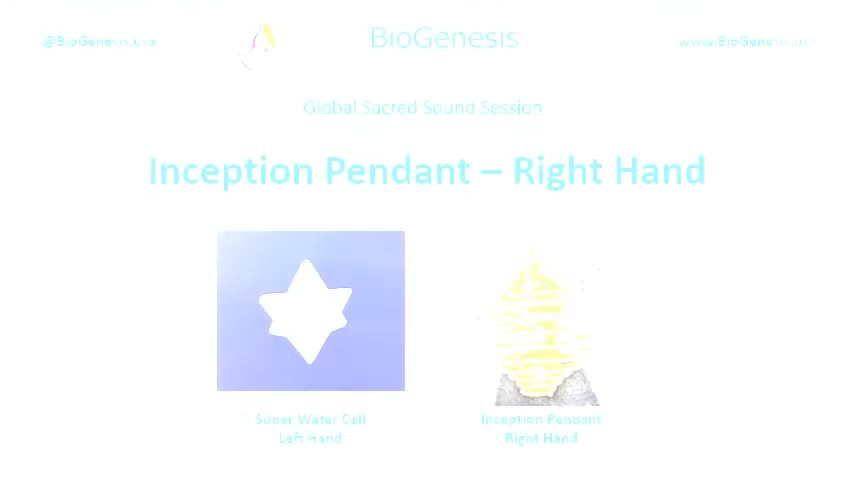 @BioGenesis.usa
BioGenesis
www.BioGenesis.us
Global Sacred Sound Session
Inception Pendant – Right Hand
Super Water Cell
Left Hand
Inception Pendant
Right Hand